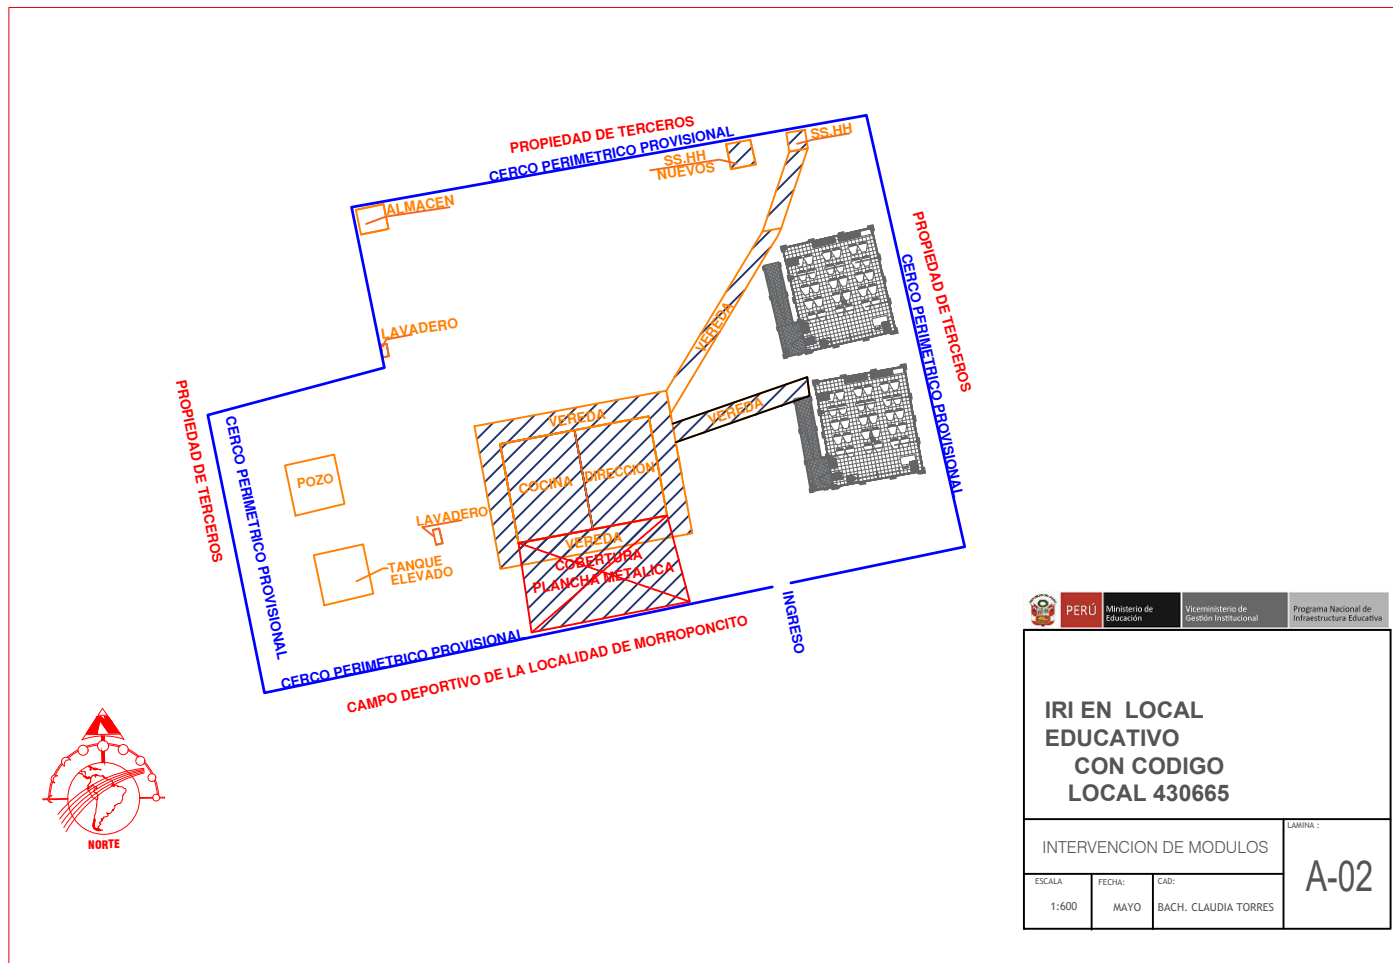 PROPIEDAD DE TERCEROS
CERCO PERIMETRICO PROVISIONAL
SS.HH
SS.HH
NUEVOS
ALMACEN
PROPIEDAD DE TERCEROS
CERCO PERIMETRICO PROVISIONAL
LAVADERO
VEREDA
PROPIEDAD DE TERCEROS
CERCO PERIMETRICO PROVISIONAL
VEREDA
VEREDA
POZO
COCINA
DIRECCION
LAVADERO
VEREDA
TANQUE
ELEVADO
COBERTURA
PLANCHA METALICA
INGRESO
CERCO PERIMETRICO PROVISIONAL
CAMPO DEPORTIVO DE LA LOCALIDAD DE MORROPONCITO
NORTE
PERÚ
Ministerio de
Educación
Viceministerio de
Gestión Institucional
Programa Nacional de
Infraestructura Educativa
IRI EN LOCAL
EDUCATIVO
CON CODIGO
LOCAL 430665
INTERVENCION DE MODULOS
LAMINA :
A-02
ESCALA
1:600
FECHA:
MAYO
CAD:
BACH. CLAUDIA TORRES